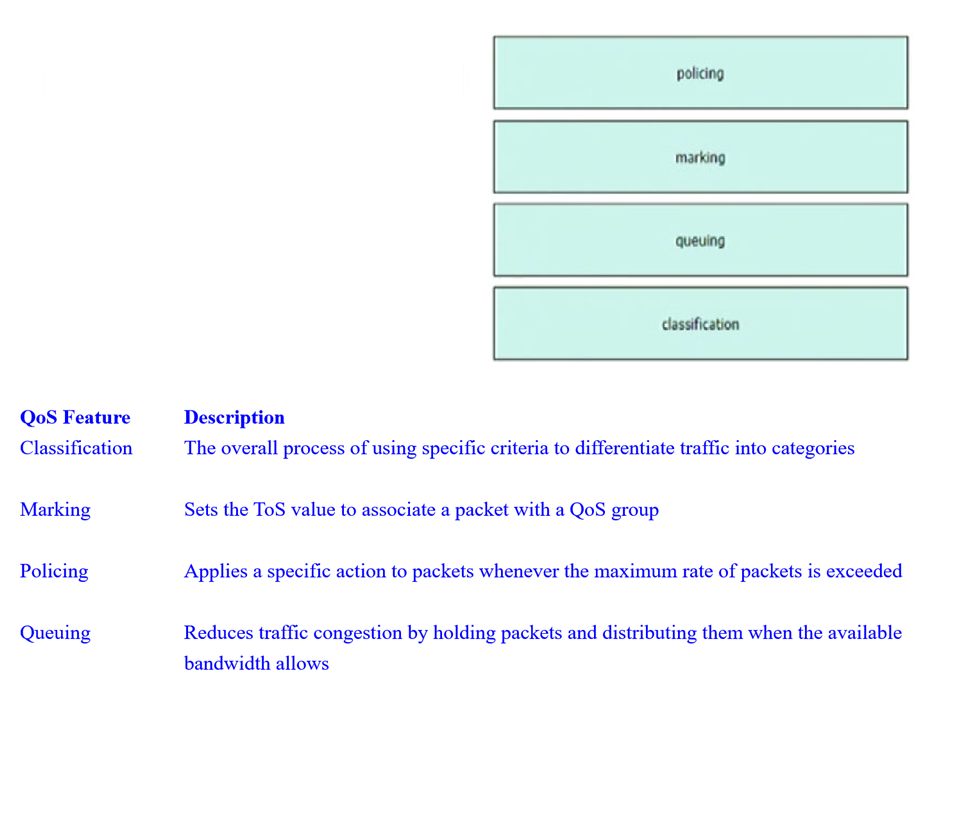 policing
marking
queuing
classification
QoS Feature Description
Classification The overall process of using specific criteria to differentiate traffic into categories
Marking Sets the ToS value to associate a packet with a QoS group
Policing Applies a specific action to packets whenever the maximum rate of packets is exceeded
Queuing Reduces traffic congestion by holding packets and distributing them when the available
bandwidth allows